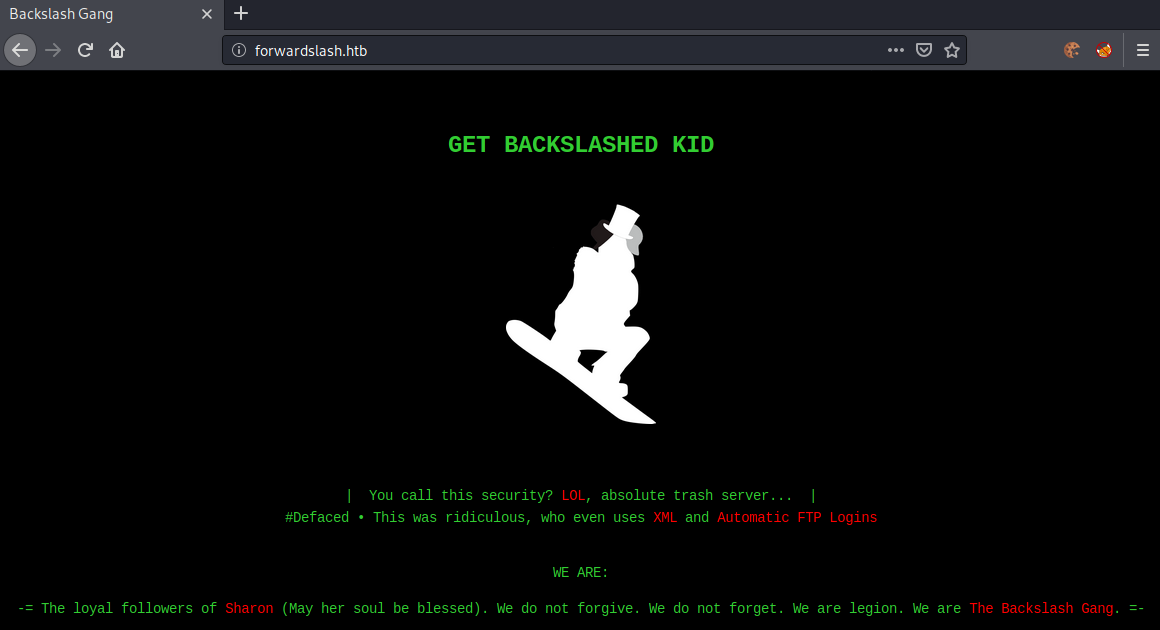 Backslash Gang
forwardslash.htb
GET BACKSLASHED KID
| You call this security? LOL, absolute trash server... |
#Defaced • This was ridiculous, who even uses XML and Automatic FTP Logins
WE ARE:
-= The loyal followers of Sharon (May her soul be blessed). We do not forgive. We do not forget. We are legion. We are The Backslash Gang. =-